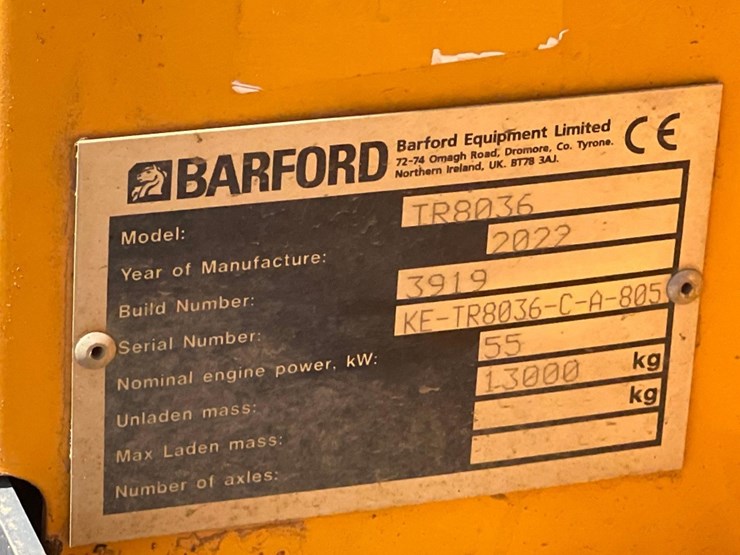 BARFORD
Barford Equipment Limited
72-74 Omagh Road, Dromore, Co. Tyrone.
Northern Ireland, UK. BT78 3AJ.
CE
Model: TR8036
Year of Manufacture: 2022
Build Number: 3919
Serial Number: KE-TR8036-C-A-805
Nominal engine power, kW: 55
Unladen mass: 13000 kg
Max Laden mass: kg
Number of axles: